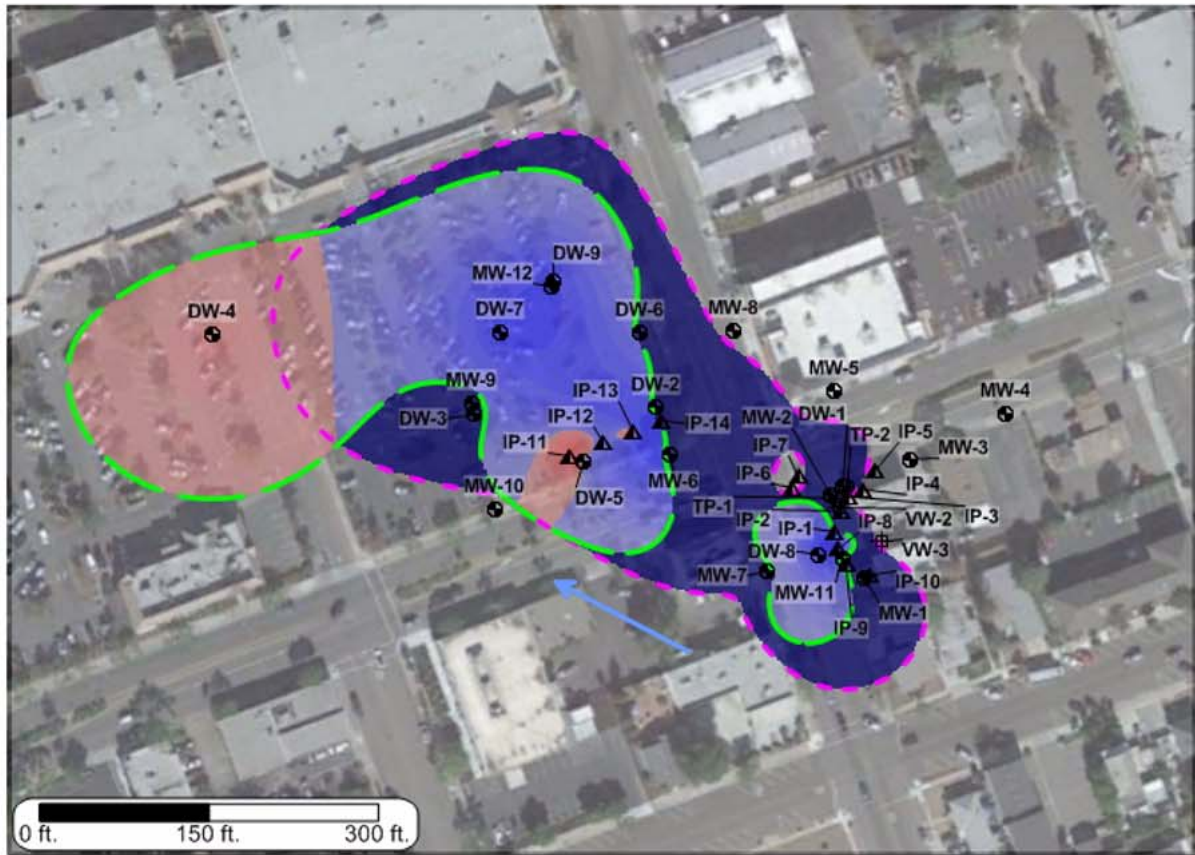 DW-9
MW-12
DW-4
DW-7
DW-6
MW-8
MW-9
MW-5
DW-3
IP-13
DW-2
MW-4
IP-12
MW-2
DW-1
IP-14
TP-2
IP-5
IP-11
IP-7
MW-3
DW-5
MW-6
IP-6
IP-4
MW-10
TP-1
IP-2
IP-1
IP-8
VW-2
IP-3
DW-8
VW-3
MW-7
MW-11
IP-10
MW-1
IP-9
0 ft. 150 ft. 300 ft.